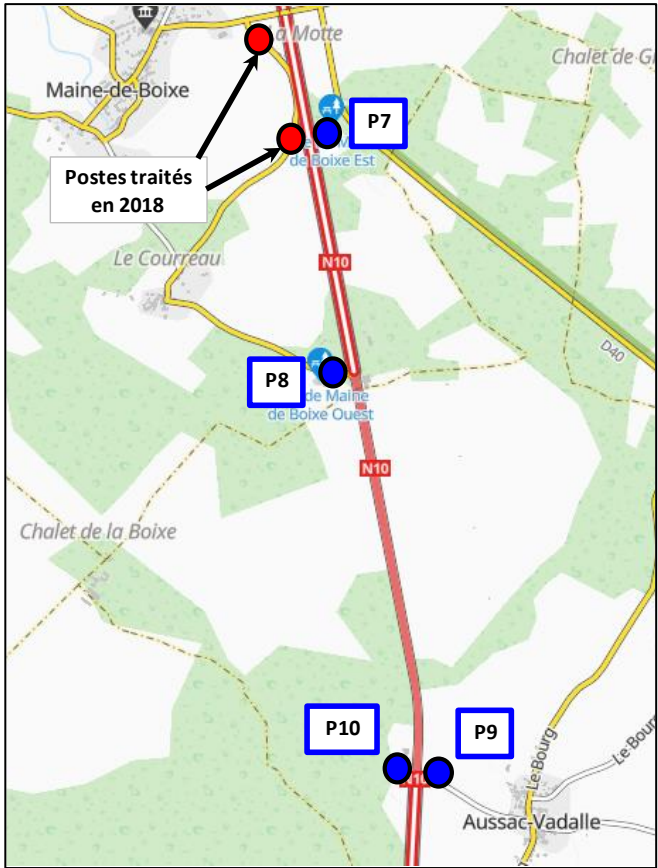 La Motte
Chalet de G
Maine-de-Boixe
P7
de Boixe Est
Postes traités
en 2018
Le Courreau
N10
D40
P8
de Maine
de Boixe Ouest
N10
Chalet de la Boixe
P10
P9
N10
Le Bourg
Le Bourg
Aussac-Vadalle